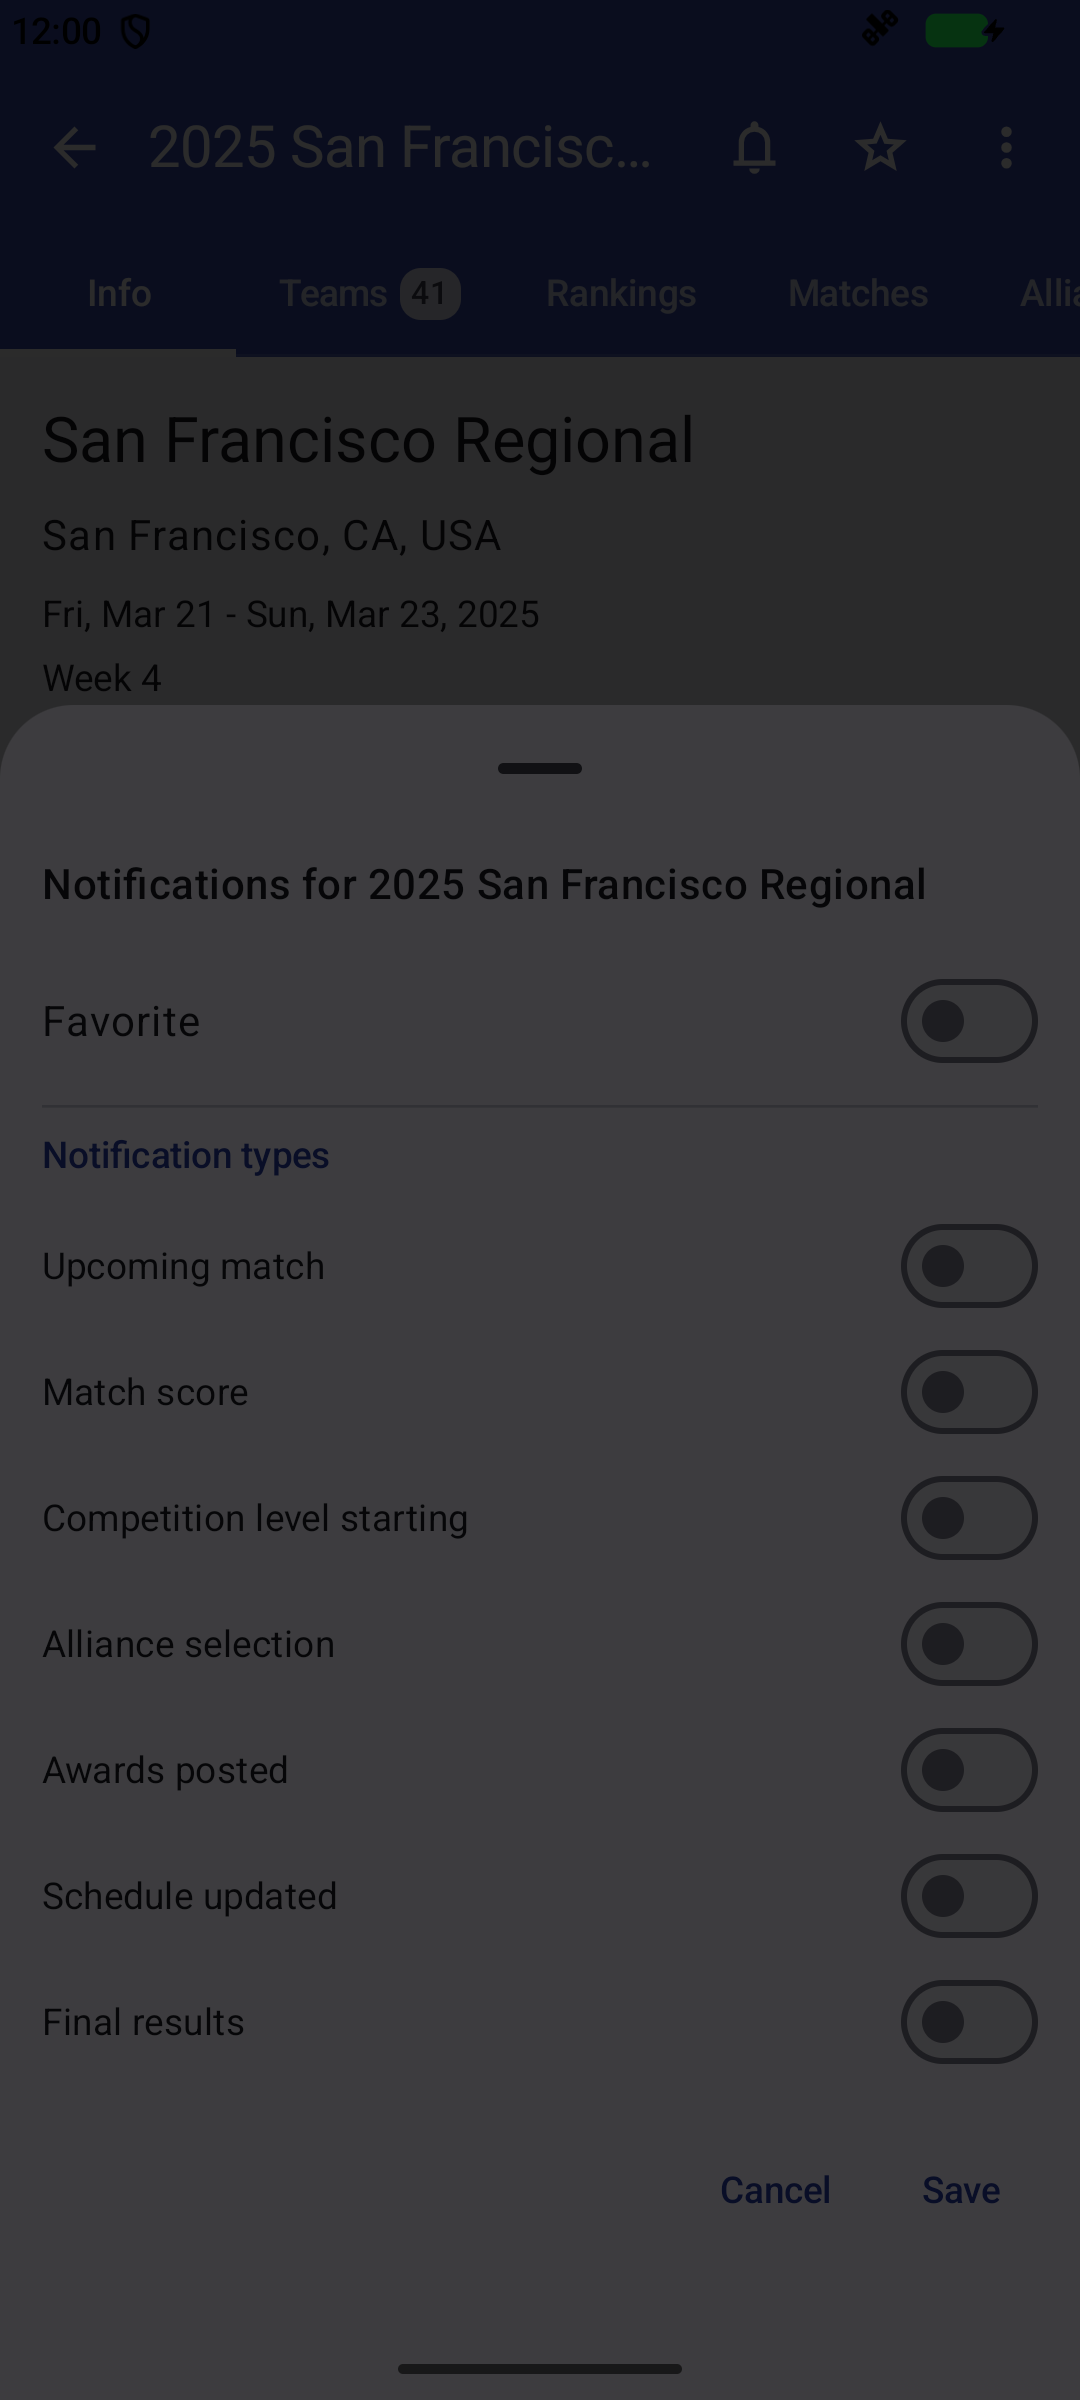 12:00
2025 San Francisc...
Info Teams 41 Rankings Matches Allia
San Francisco Regional
San Francisco, CA, USA
Fri, Mar 21 - Sun, Mar 23, 2025
Week 4
Notifications for 2025 San Francisco Regional
Favorite
Notification types
Upcoming match
Match score
Competition level starting
Alliance selection
Awards posted
Schedule updated
Final results
Cancel Save